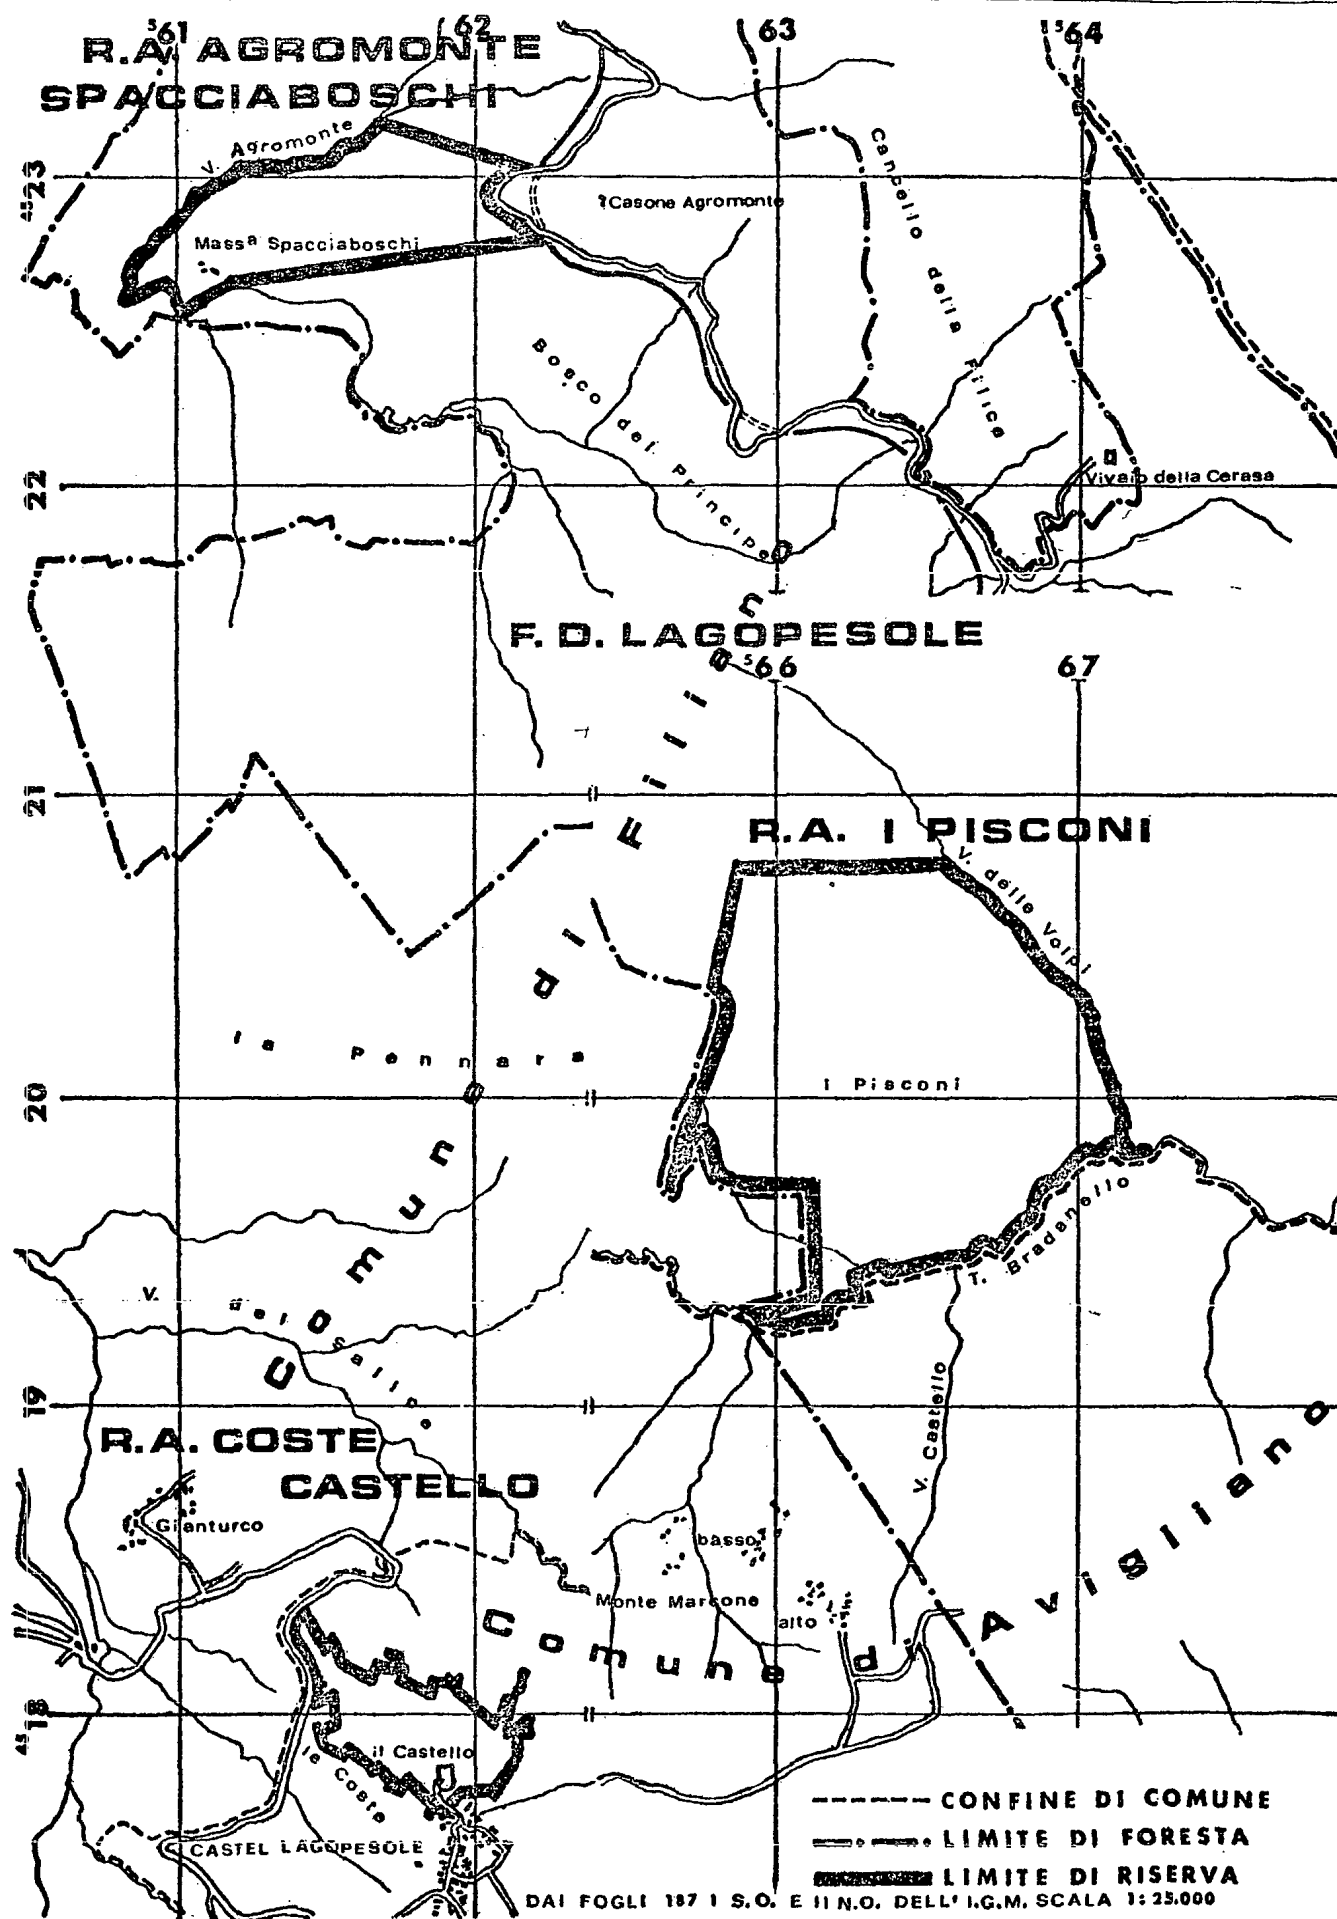 ⁵61 62 63 ⁵64
R.A. AGROMONTE
SPACCIABOSCHI
V. Agromonte
⁴⁵23
Casone Agromonte
Cancello della Filica
Massᵃ Spacciaboschi
Bosco del Principe
22
Vivaio della Cerasa
F. D. LAGOPESOLE
⁵66 67
21
R.A. I PISCONI
V. delle Volpi
Comune di Filiano
la Pennara
I Pisconi
20
T. Bradanello
V. del Salice
19
V. Castello
R.A. COSTE
CASTELLO
Gianturco
basso
Monte Marcone
alto
Comune di Avigliano
⁴⁵18
il Castello
le Coste
CASTEL LAGOPESOLE
CONFINE DI COMUNE
LIMITE DI FORESTA
LIMITE DI RISERVA
DAI FOGLI 187 I S.O. E II N.O. DELL' I.G.M. SCALA 1:25.000